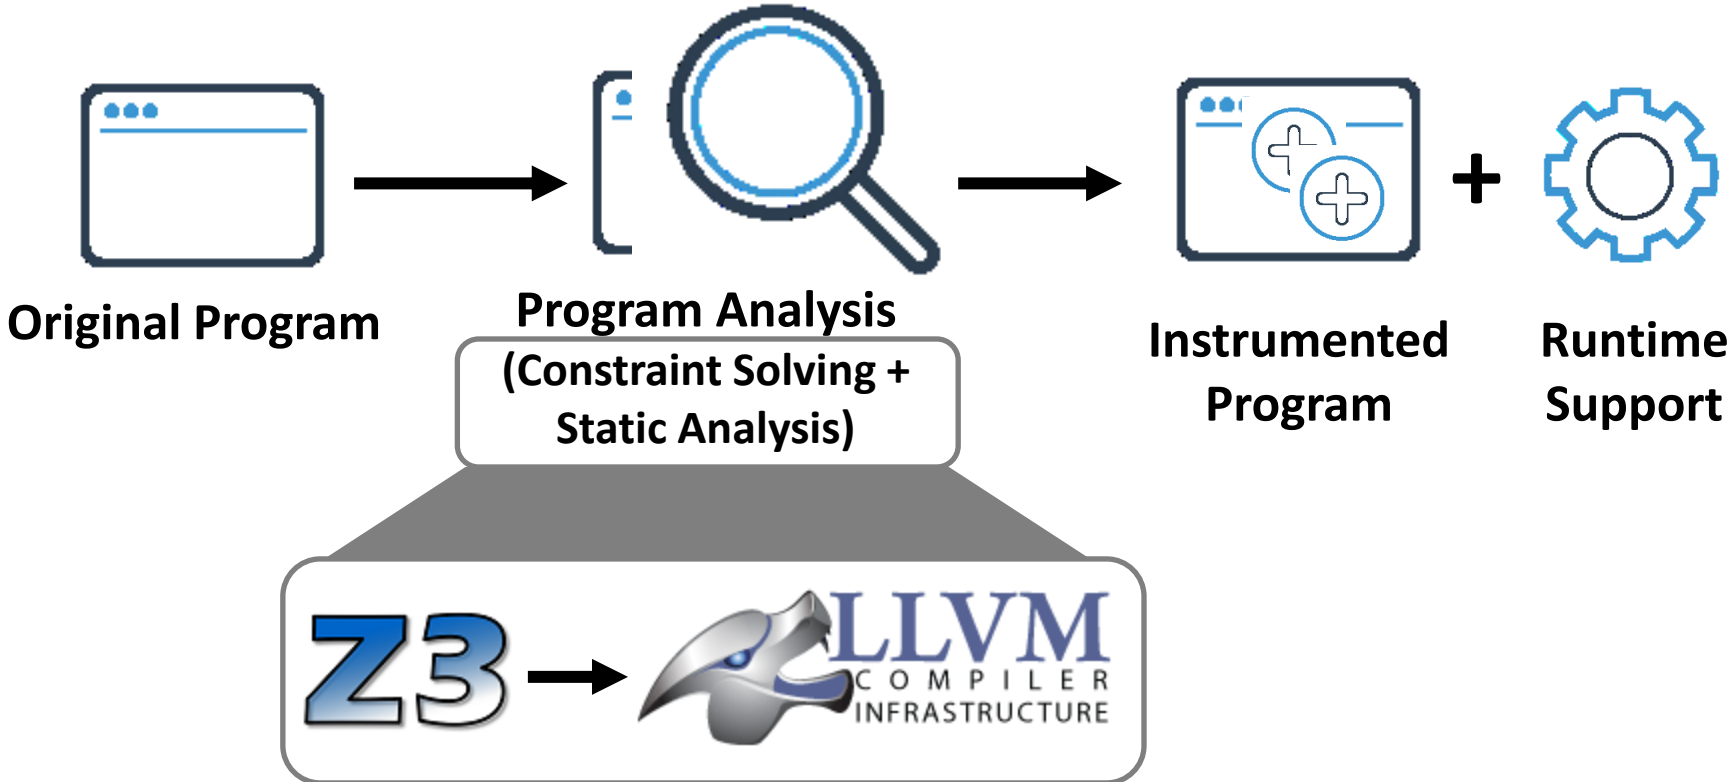 Original Program
Program Analysis
(Constraint Solving +
Static Analysis)
Instrumented
Program
+
Runtime
Support
Z3
LLVM
COMPILER
INFRASTRUCTURE